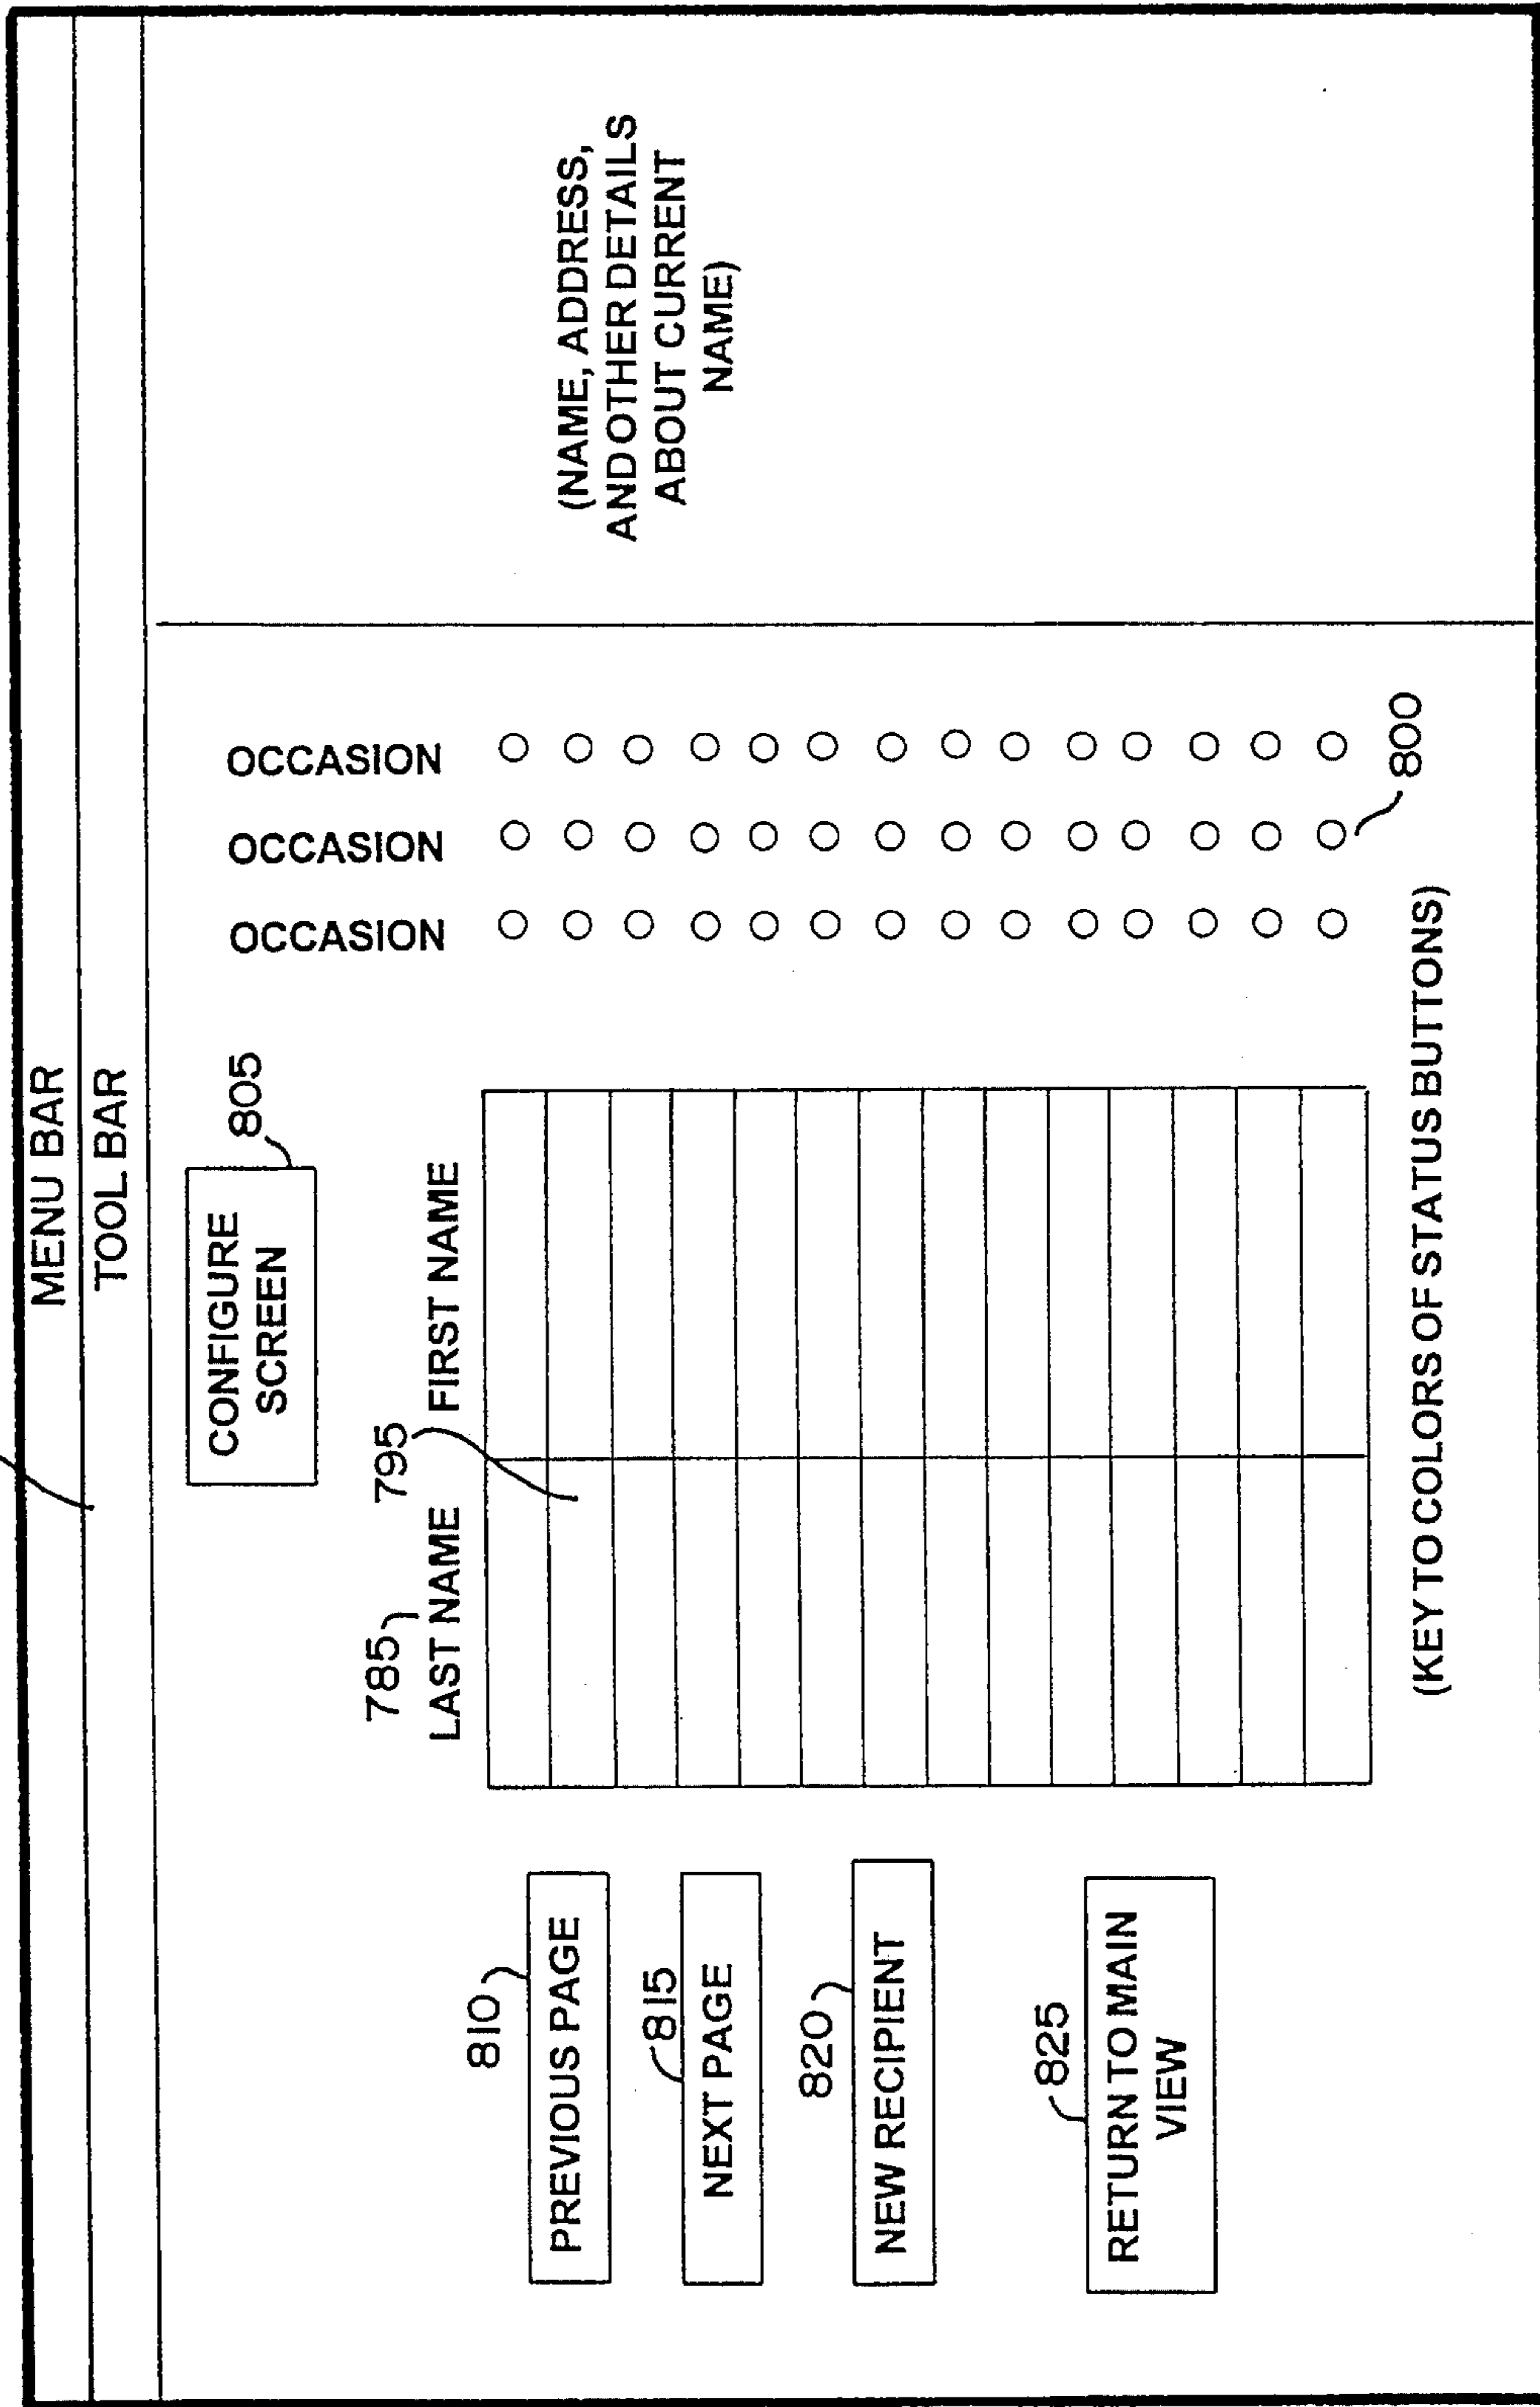 MENU BAR
TOOL BAR
CONFIGURE
SCREEN
805
785
795
LAST NAME
FIRST NAME
OCCASION
OCCASION
OCCASION
(NAME, ADDRESS,
AND OTHER DETAILS
ABOUT CURRENT
NAME)
810
PREVIOUS PAGE
815
NEXT PAGE
820
NEW RECIPIENT
825
RETURN TO MAIN
VIEW
800
(KEY TO COLORS OF STATUS BUTTONS)